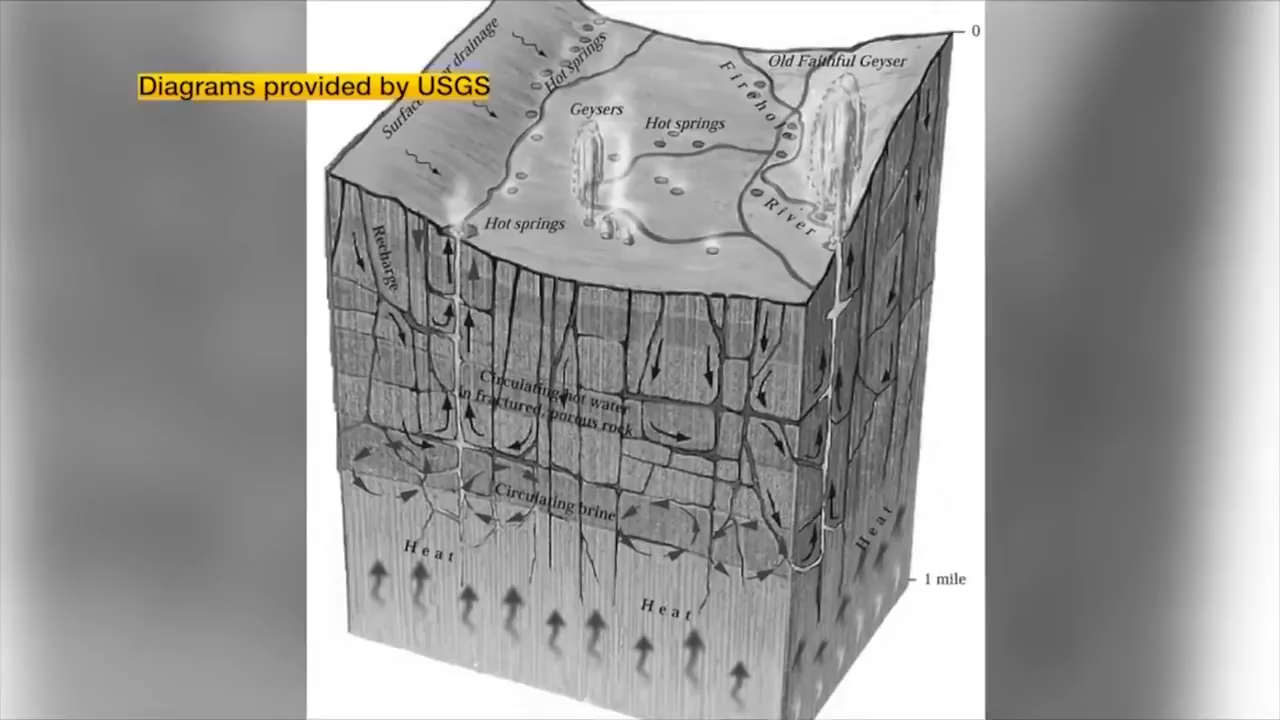 Diagrams provided by USGS
0
drainage
Hot springs
Old Faithful Geyser
Geysers
Hot springs
Hot springs
River
Recharge
Circulating hot water
in fractured, porous rock
Circulating brine
Heat
Heat
Heat
1 mile